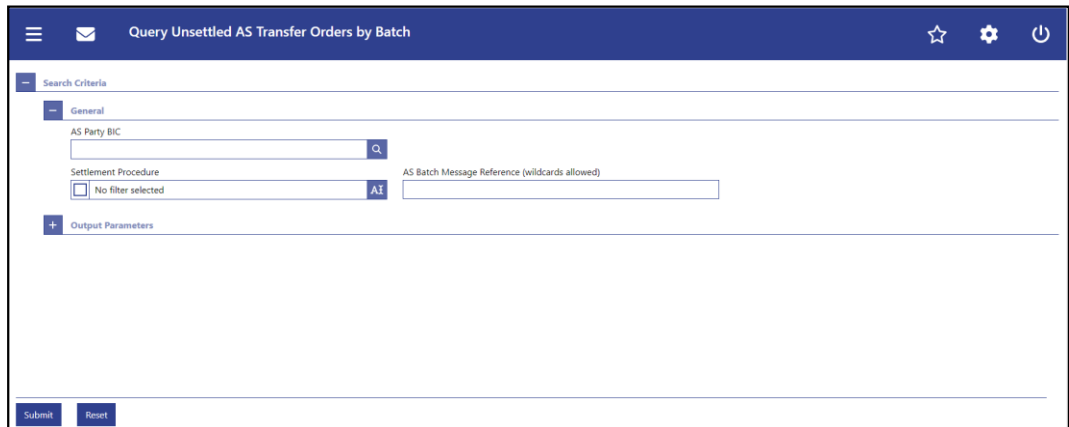 Query Unsettled AS Transfer Orders by Batch
Search Criteria
General
AS Party BIC
Settlement Procedure AS Batch Message Reference (wildcards allowed)
No filter selected
Output Parameters
Submit Reset